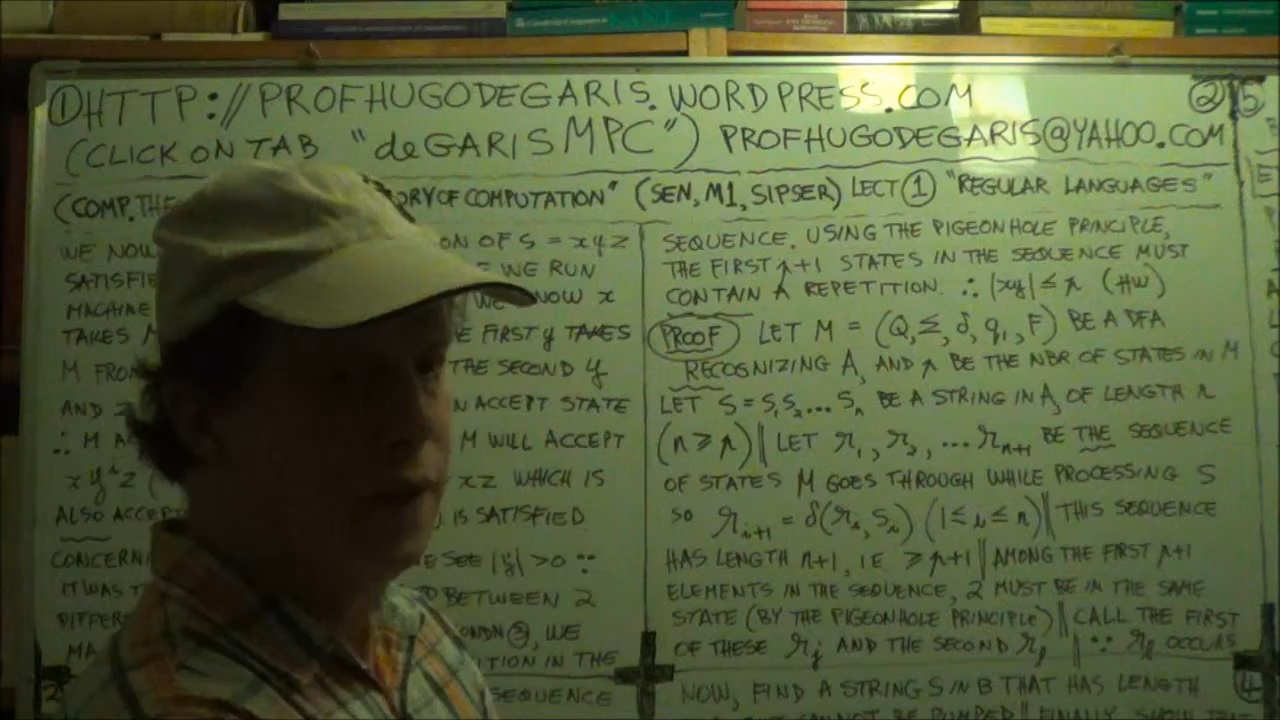 ① HTTP://PROFHUGODEGARIS.WORDPRESS.COM ② 5
(CLICK ON TAB "deGARIS MPC") PROFHUGODEGARIS@YAHOO.COM
(COMP. THE ORY OF COMPUTATION" (SEN, M1, SIPSER) LECT ① "REGULAR LANGUAGES"
WE NOW ON OF S = xyz
SATISFIE E WE RUN
MACHINE WE KNOW x
TAKES M E FIRST y TAKES
M FROM THE SECOND y
AND Z N ACCEPT STATE
∴ M AC M WILL ACCEPT
xyⁱz ( xz WHICH IS
ALSO ACCEPT IS SATISFIED
CONCERN E SEE |y| > 0 ∵
IT WAS T D BETWEEN 2
DIFFER ONDN ③, WE
MA ITION IN THE
SEQUENCE
SEQUENCE. USING THE PIGEONHOLE PRINCIPLE,
THE FIRST p+1 STATES IN THE SEQUENCE MUST
CONTAIN A REPETITION. ∴ |xy| ≤ p (HW)
PROOF LET M = (Q, Σ, δ, q₁, F) BE A DFA
RECOGNIZING A, AND p BE THE NBR OF STATES IN M
LET S = S₁S₂...Sₙ BE A STRING IN A, OF LENGTH n
(n ≥ p) || LET r₁, r₂, ... rₙ₊₁ BE THE SEQUENCE
OF STATES M GOES THROUGH WHILE PROCESSING S
SO rᵢ₊₁ = δ(rᵢ, Sᵢ) (1 ≤ i ≤ n) || THIS SEQUENCE
HAS LENGTH n+1, IE ≥ p+1 || AMONG THE FIRST p+1
ELEMENTS IN THE SEQUENCE, 2 MUST BE IN THE SAME
STATE (BY THE PIGEONHOLE PRINCIPLE) || CALL THE FIRST
OF THESE rⱼ AND THE SECOND rₗ || ∵ rₗ OCCURS
NOW, FIND A STRING S IN B THAT HAS LENGTH
④